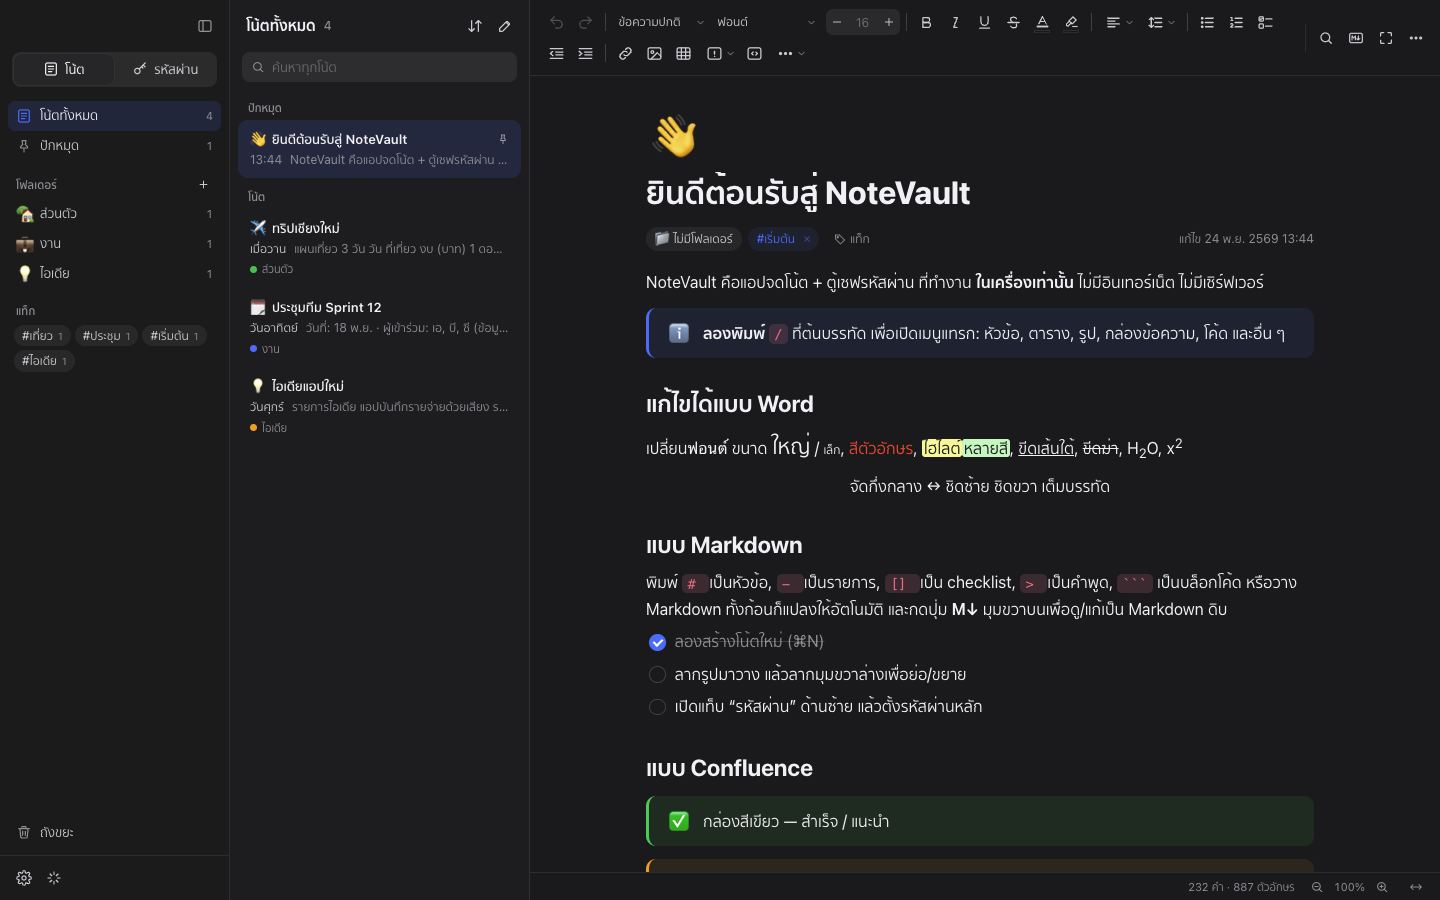 โน้ต
รหัสผ่าน
โน้ตทั้งหมด 4
ปักหมุด 1
โฟลเดอร์
ส่วนตัว 1
งาน 1
ไอเดีย 1
แท็ก
#เที่ยว 1 #ประชุม 1 #เริ่มต้น 1
#ไอเดีย 1
ถังขยะ
โน้ตทั้งหมด 4
ค้นหาทุกโน้ต
ปักหมุด
👋 ยินดีต้อนรับสู่ NoteVault
13:44 NoteVault คือแอปจดโน้ต + ตู้เซฟรหัสผ่าน ...
โน้ต
✈️ ทริปเชียงใหม่
เมื่อวาน แผนเที่ยว 3 วัน วัน ที่เที่ยว งบ (บาท) 1 ดอ...
ส่วนตัว
ประชุมทีม Sprint 12
วันอาทิตย์ วันที่: 18 พ.ย. · ผู้เข้าร่วม: เอ, บี, ซี (ข้อมู...
งาน
ไอเดียแอปใหม่
วันศุกร์ รายการไอเดีย แอปบันทึกรายจ่ายด้วยเสียง ร...
ไอเดีย
ข้อความปกติ ฟอนต์ − 16 + B I U S A
ยินดีต้อนรับสู่ NoteVault
ไม่มีโฟลเดอร์ #เริ่มต้น × แท็ก แก้ไข 24 พ.ย. 2569 13:44
NoteVault คือแอปจดโน้ต + ตู้เซฟรหัสผ่าน ที่ทำงาน ในเครื่องเท่านั้น ไม่มีอินเทอร์เน็ต ไม่มีเซิร์ฟเวอร์
ℹ️ ลองพิมพ์ / ที่ต้นบรรทัด เพื่อเปิดเมนูแทรก: หัวข้อ, ตาราง, รูป, กล่องข้อความ, โค้ด และอื่น ๆ
แก้ไขได้แบบ Word
เปลี่ยนฟอนต์ ขนาด ใหญ่ / เล็ก, สีตัวอักษร, ไฮไลต์หลายสี, ขีดเส้นใต้, ขีดฆ่า, H₂O, x²
จัดกึ่งกลาง ↔ ชิดซ้าย ชิดขวา เต็มบรรทัด
แบบ Markdown
พิมพ์ # เป็นหัวข้อ, - เป็นรายการ, [] เป็น checklist, > เป็นคำพูด, ``` เป็นบล็อกโค้ด หรือวาง
Markdown ทั้งก้อนก็แปลงให้อัตโนมัติ และกดปุ่ม M↓ มุมขวาบนเพื่อดู/แก้เป็น Markdown ดิบ
ลองสร้างโน้ตใหม่ (⌘N)
ลากรูปมาวาง แล้วลากมุมขวาล่างเพื่อย่อ/ขยาย
เปิดแท็บ “รหัสผ่าน” ด้านซ้าย แล้วตั้งรหัสผ่านหลัก
แบบ Confluence
✅ กล่องสีเขียว — สำเร็จ / แนะนำ
232 คำ · 887 ตัวอักษร 100%